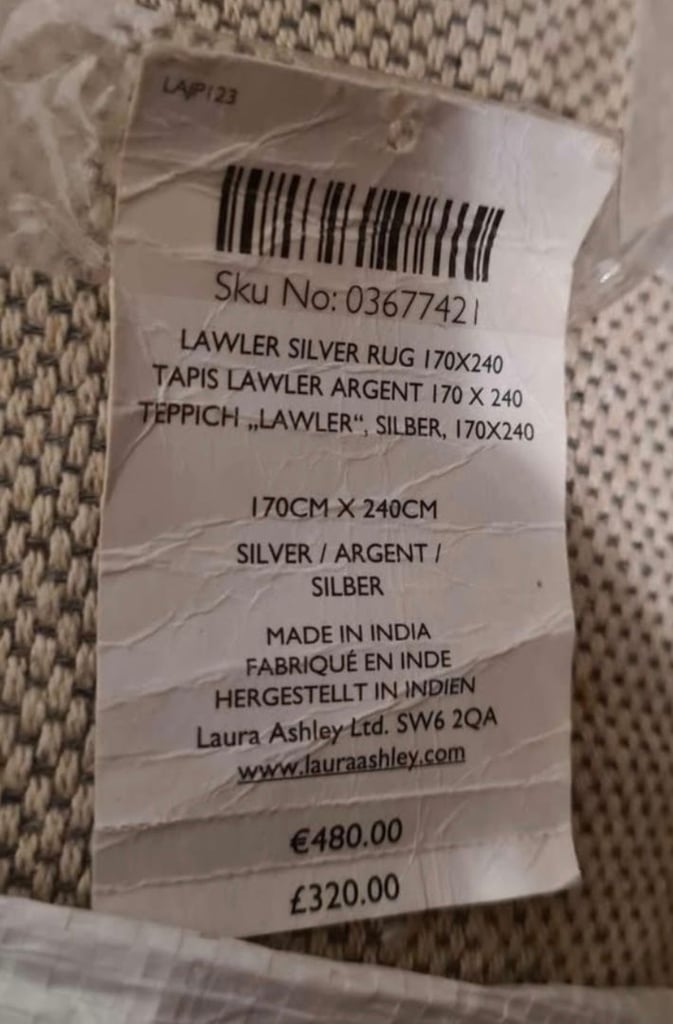 LAJP123
Sku No: 03677421
LAWLER SILVER RUG 170X240
TAPIS LAWLER ARGENT 170 X 240
TEPPICH „LAWLER“, SILBER, 170X240
170CM X 240CM
SILVER / ARGENT /
SILBER
MADE IN INDIA
FABRIQUÉ EN INDE
HERGESTELLT IN INDIEN
Laura Ashley Ltd. SW6 2QA
www.lauraashley.com
€480.00
£320.00